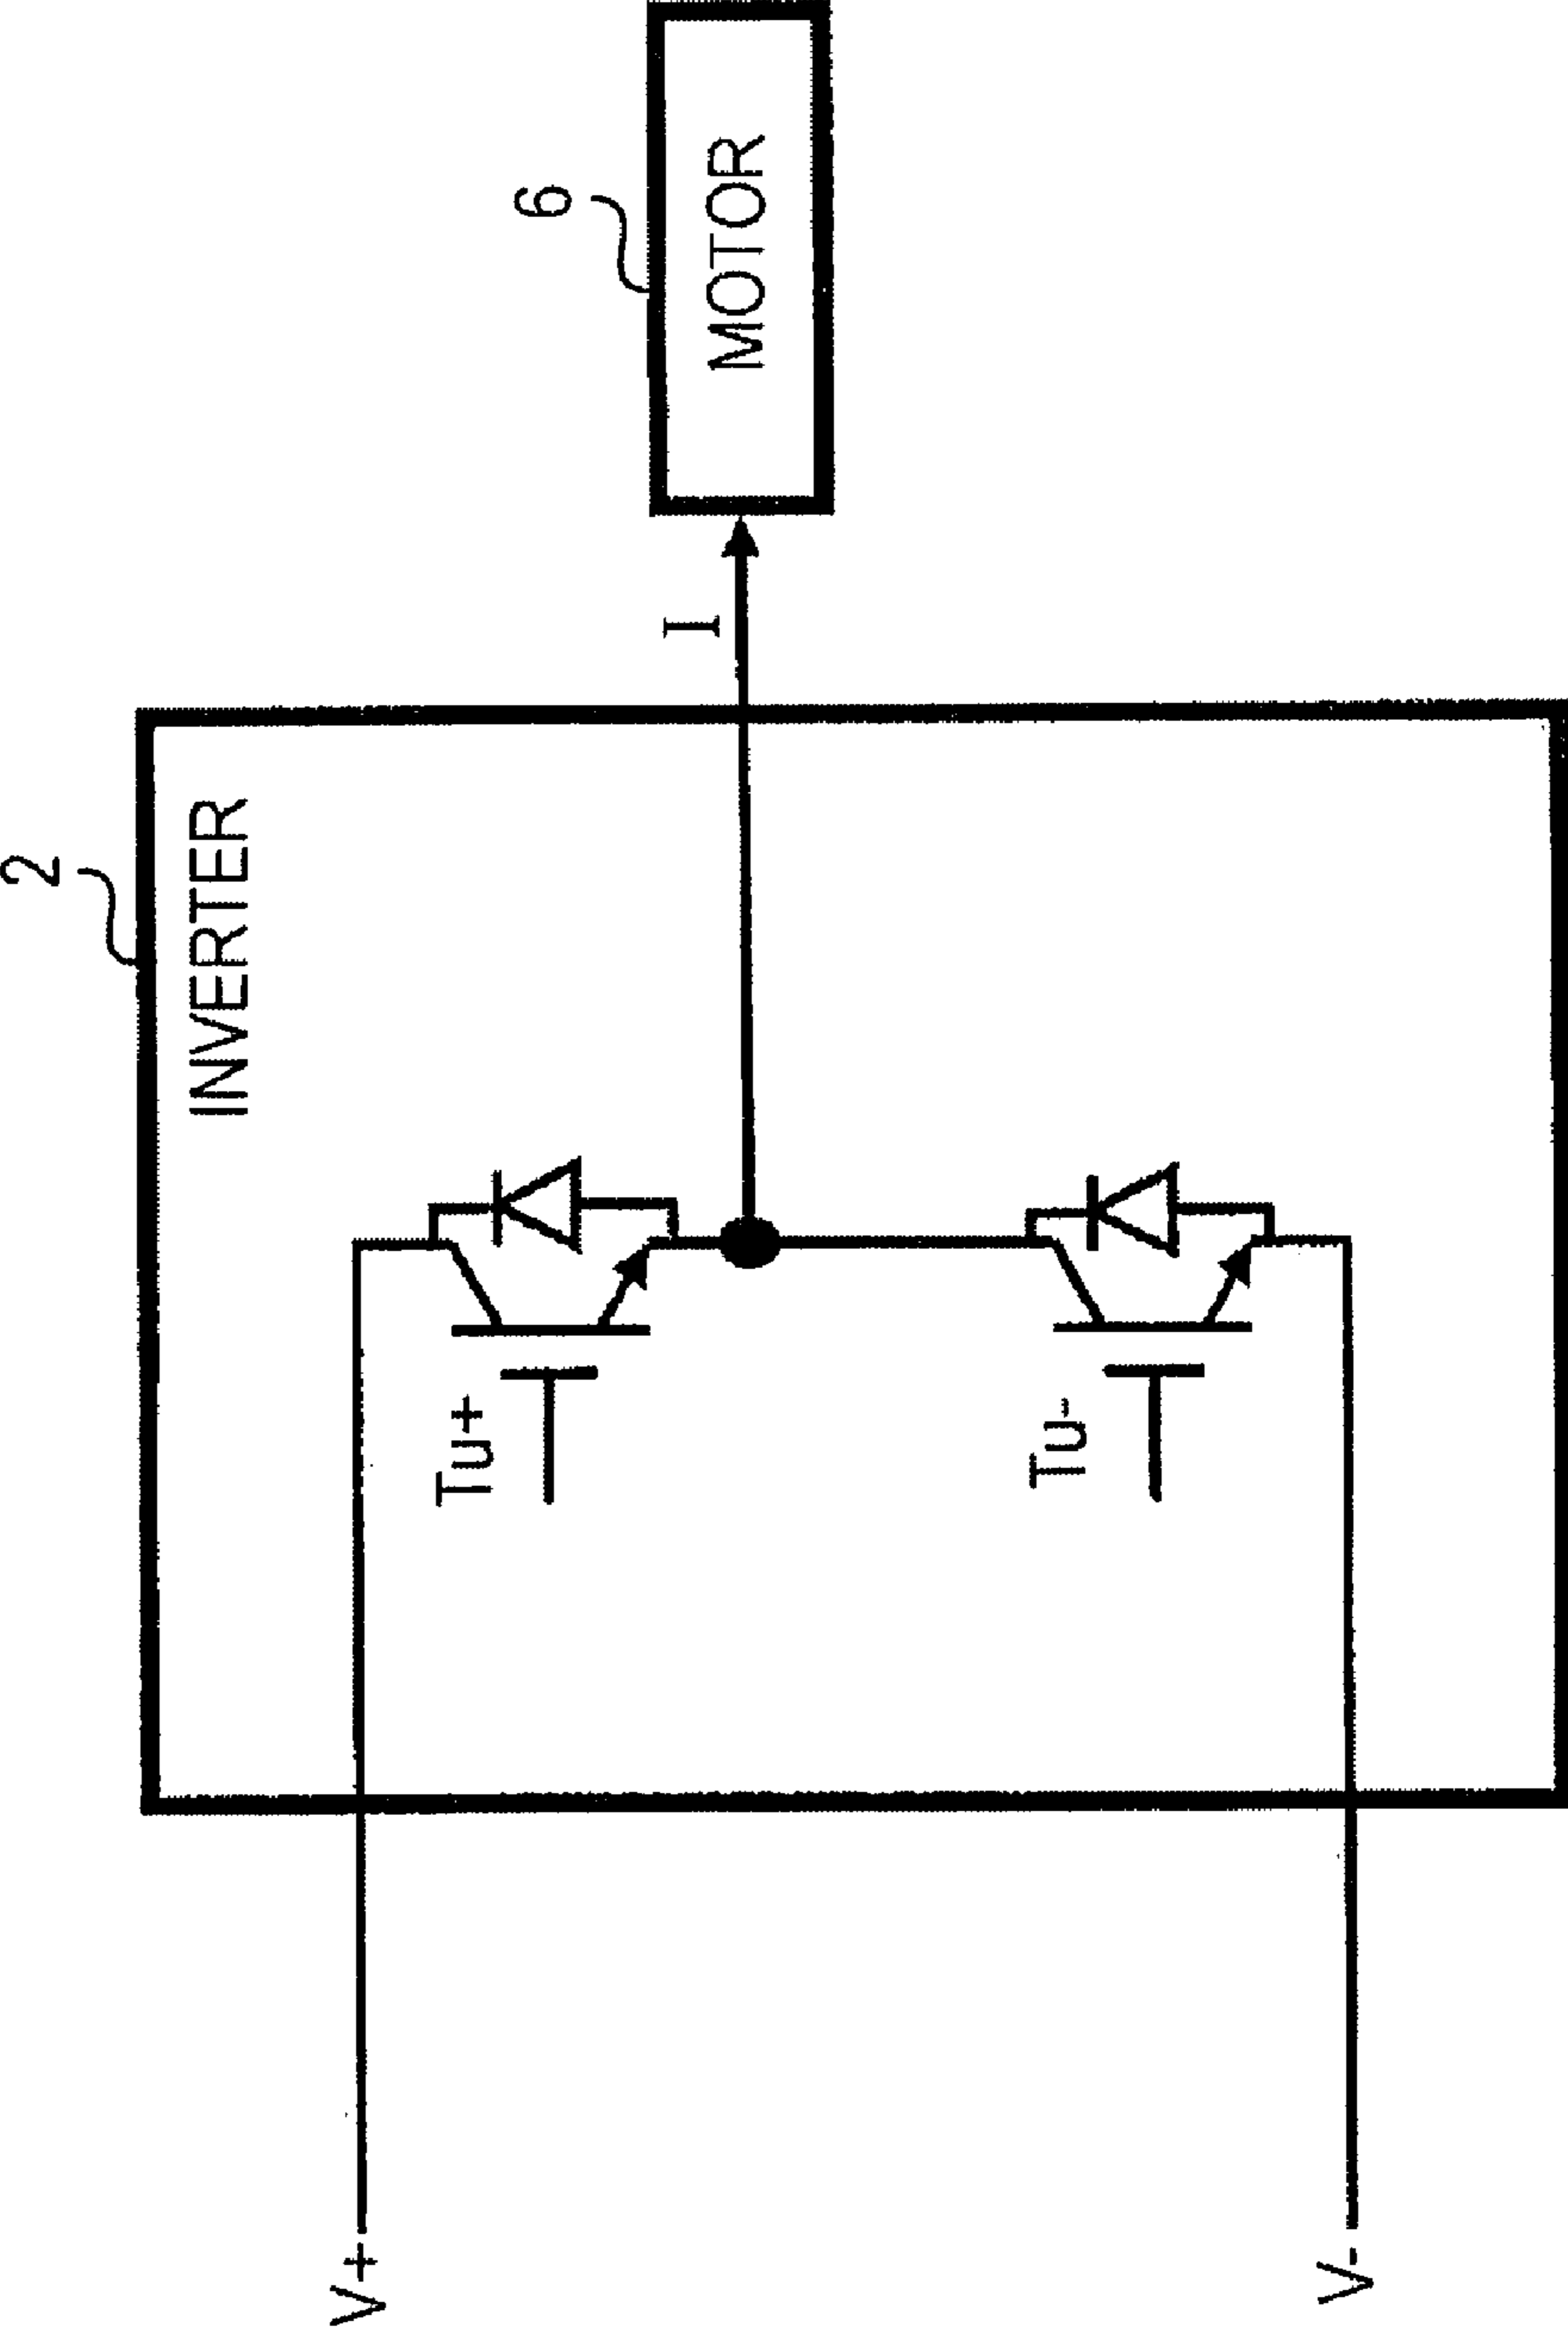 2
INVERTER
6
MOTOR
I
Tu+
Tu-
V+
V-